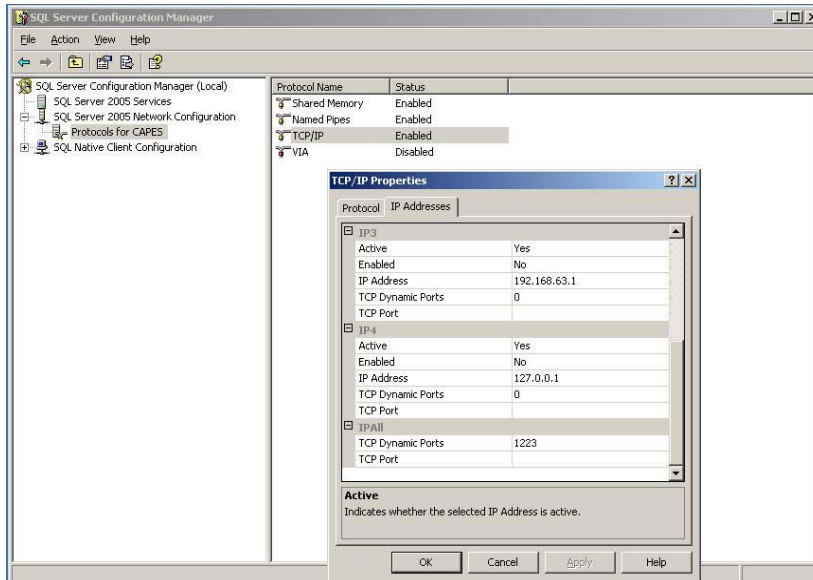 SQL Server Configuration Manager
File Action View Help
SQL Server Configuration Manager (Local)
SQL Server 2005 Services
SQL Server 2005 Network Configuration
Protocols for CAPES
SQL Native Client Configuration
Protocol Name Status
Shared Memory Enabled
Named Pipes Enabled
TCP/IP Enabled
VIA Disabled
TCP/IP Properties
Protocol IP Addresses
IP3
Active Yes
Enabled No
IP Address 192.168.63.1
TCP Dynamic Ports 0
TCP Port
IP4
Active Yes
Enabled No
IP Address 127.0.0.1
TCP Dynamic Ports 0
TCP Port
IPAll
TCP Dynamic Ports 1223
TCP Port
Active
Indicates whether the selected IP Address is active.
OK Cancel Apply Help